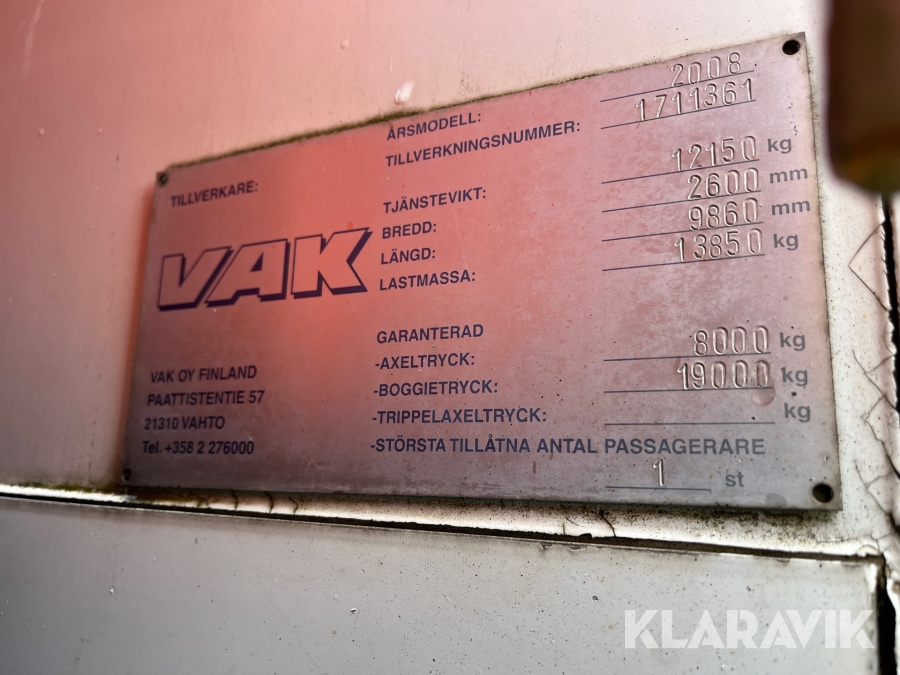 TILLVERKARE:
VAK
VAK OY FINLAND
PAATTISTENTIE 57
21310 VAHTO
Tel. +358 2 276000
ÅRSMODELL: 2008
TILLVERKNINGSNUMMER: 1711361
TJÄNSTEVIKT: 12150 kg
BREDD: 2600 mm
LÄNGD: 9860 mm
LASTMASSA: 13850 kg
GARANTERAD
-AXELTRYCK: 8000 kg
-BOGGIETRYCK: 19000 kg
-TRIPPELAXELTRYCK: kg
-STÖRSTA TILLÅTNA ANTAL PASSAGERARE
1 st
KLARAVIK